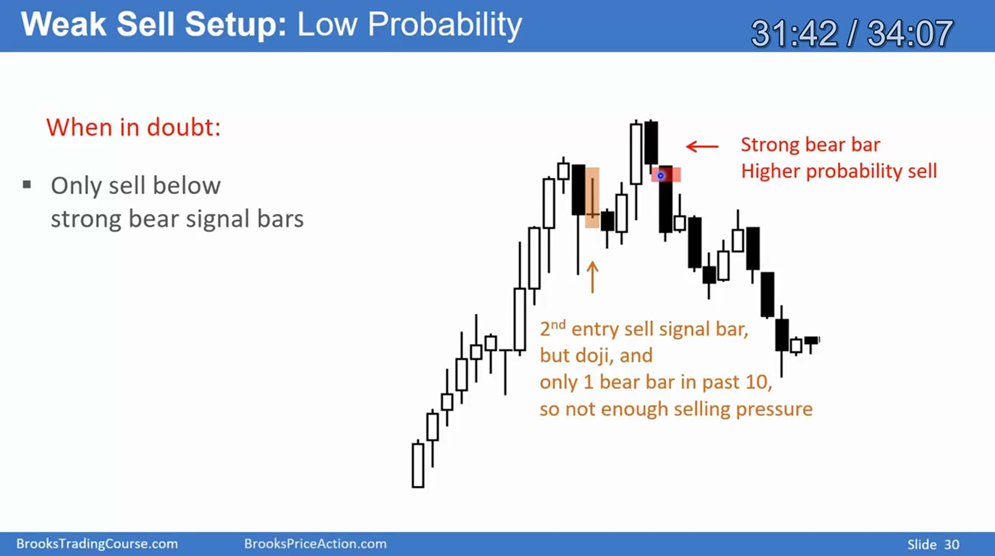 Weak Sell Setup: Low Probability
31:42 / 34:07
When in doubt:
▪ Only sell below
strong bear signal bars
Strong bear bar
Higher probability sell
2nd entry sell signal bar,
but doji, and
only 1 bear bar in past 10,
so not enough selling pressure
BrooksTradingCourse.com
BrooksPriceAction.com
Slide 30